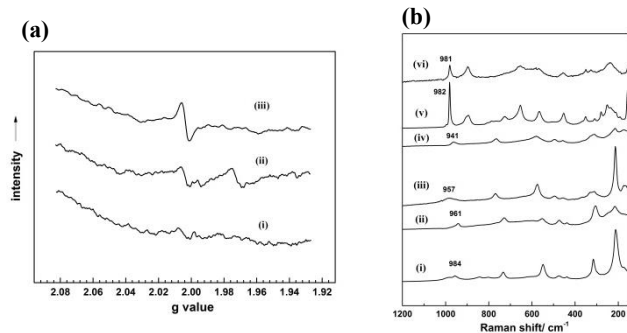 (a)
(iii)
(ii)
(i)
intensity
2.08 2.06 2.04 2.02 2.00 1.98 1.96 1.94 1.92
g value
(b)
981
(vi)
982
(v)
941
(iv)
957
(iii)
961
(ii)
984
(i)
1200 1000 800 600 400 200
Raman shift/ cm⁻¹